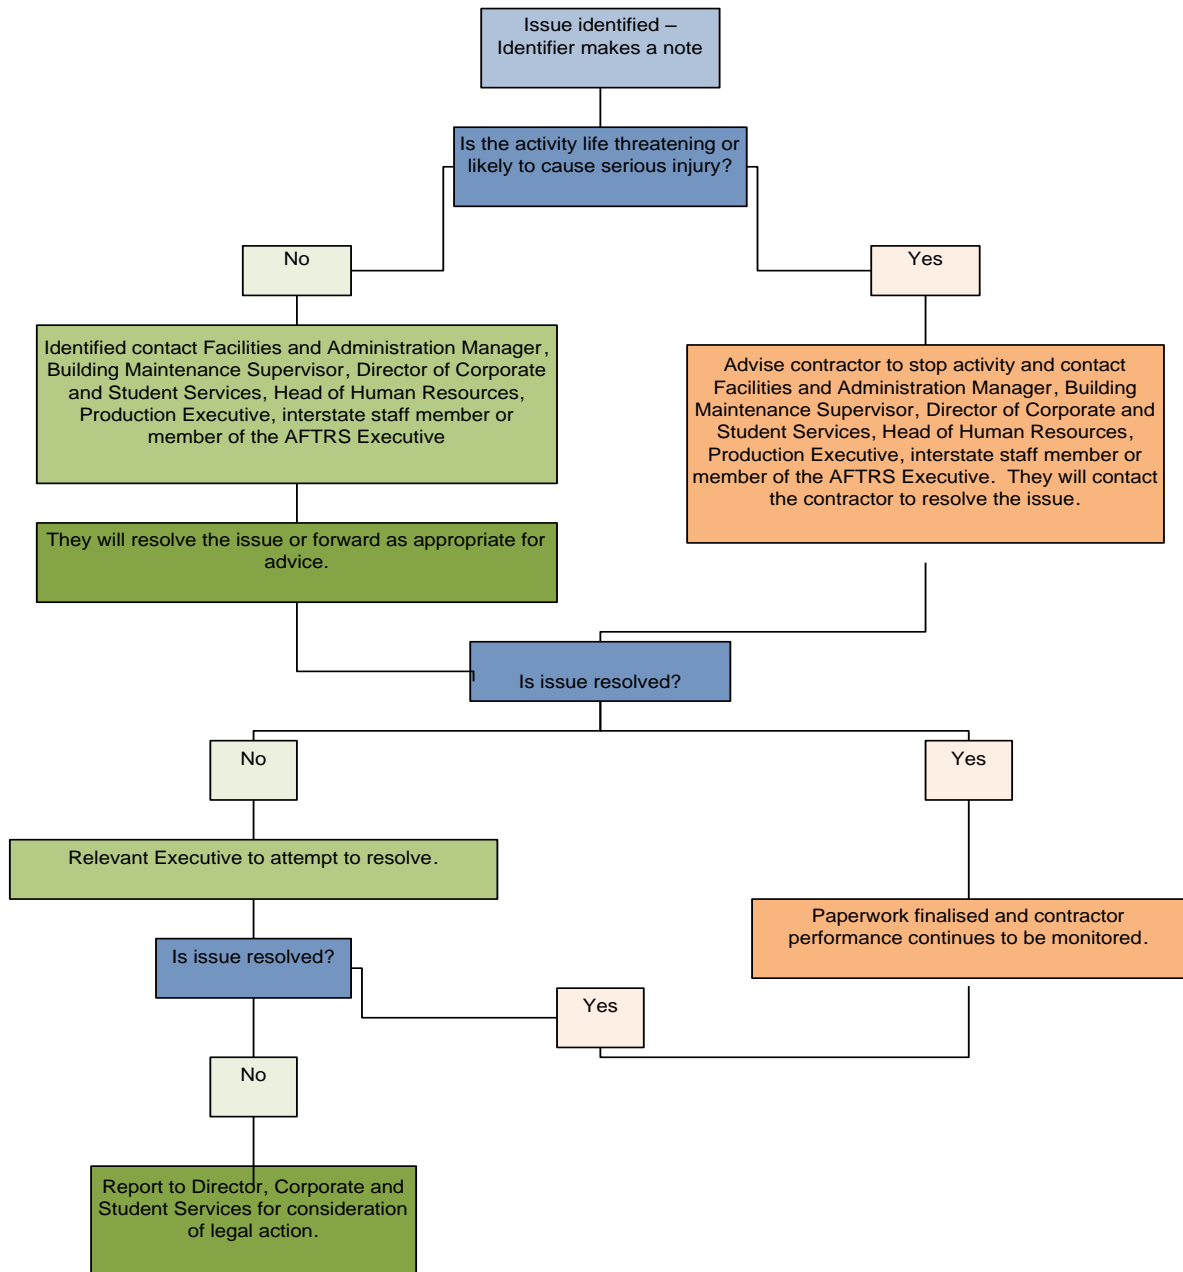 Issue identified –
Identifier makes a note
Is the activity life threatening or
likely to cause serious injury?
No
Yes
Identified contact Facilities and Administration Manager,
Building Maintenance Supervisor, Director of Corporate
and Student Services, Head of Human Resources,
Production Executive, interstate staff member or
member of the AFTRS Executive
Advise contractor to stop activity and contact
Facilities and Administration Manager, Building
Maintenance Supervisor, Director of Corporate and
Student Services, Head of Human Resources,
Production Executive, interstate staff member or
member of the AFTRS Executive.  They will contact
the contractor to resolve the issue.
They will resolve the issue or forward as appropriate for
advice.
Is issue resolved?
No
Yes
Relevant Executive to attempt to resolve.
Paperwork finalised and contractor
performance continues to be monitored.
Is issue resolved?
Yes
No
Report to Director, Corporate and
Student Services for consideration
of legal action.